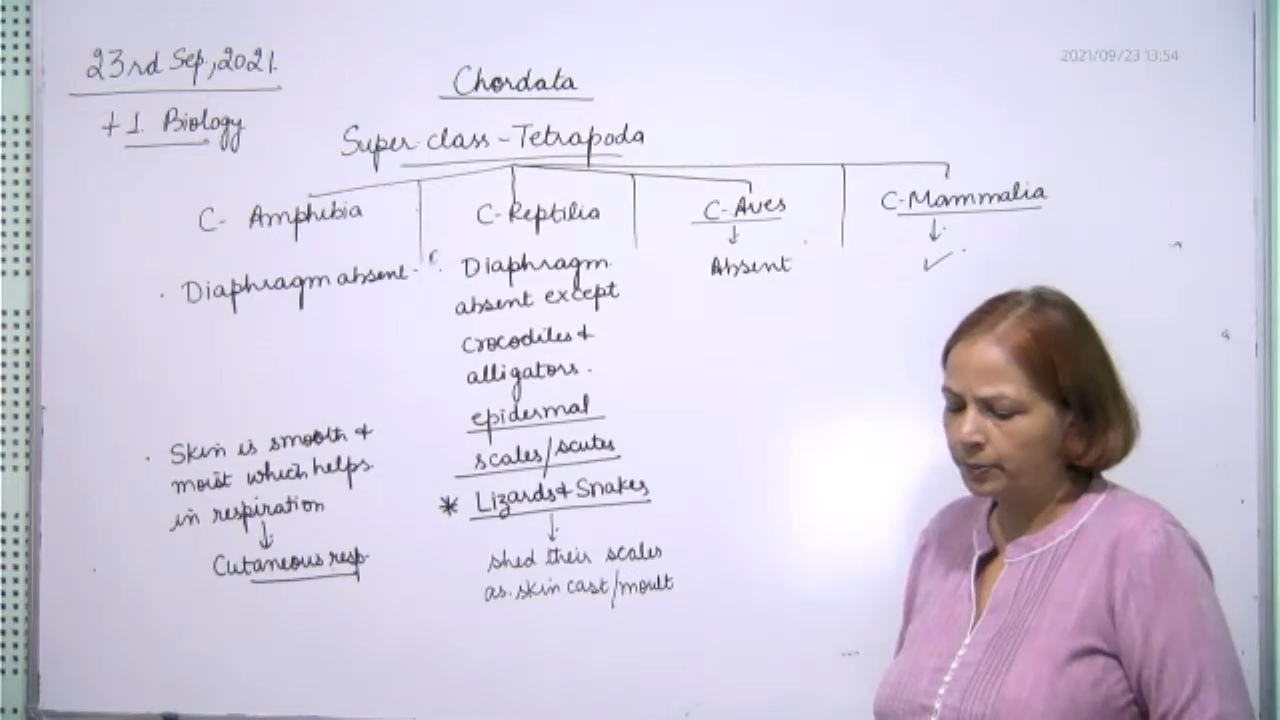 23rd Sep, 2021.
+1 Biology
2021/09/23 13:54
Chordata
Super class - Tetrapoda
C- Amphibia
Diaphragm absent.
Skin is smooth &
moist which helps
in respiration
↓
Cutaneous resp.
C-Reptilia
Diaphragm
absent except
crocodiles &
alligators.
epidermal
scales/scutes
* Lizards & Snakes
↓
shed their scales
as skin cast/moult
C-Aves
↓
Absent
C-Mammalia
↓
✓